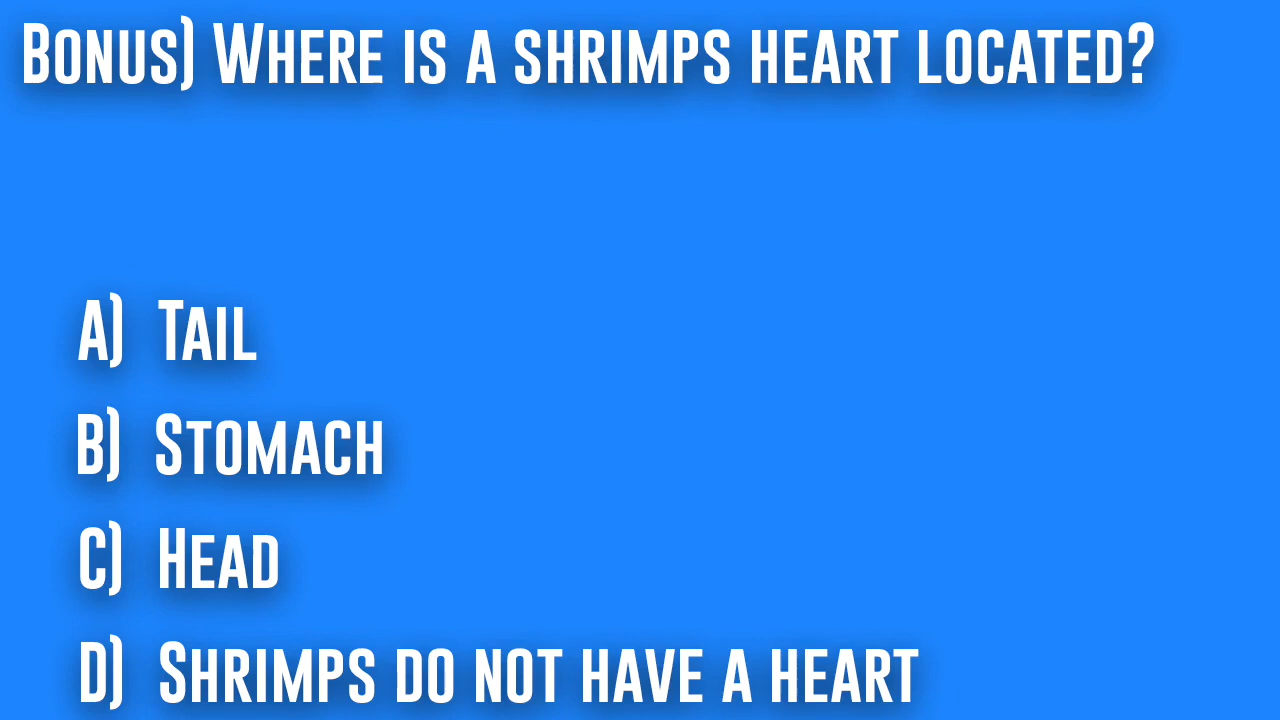 Bonus) Where is a shrimps heart located?
A) Tail
B) Stomach
C) Head
D) Shrimps do not have a heart